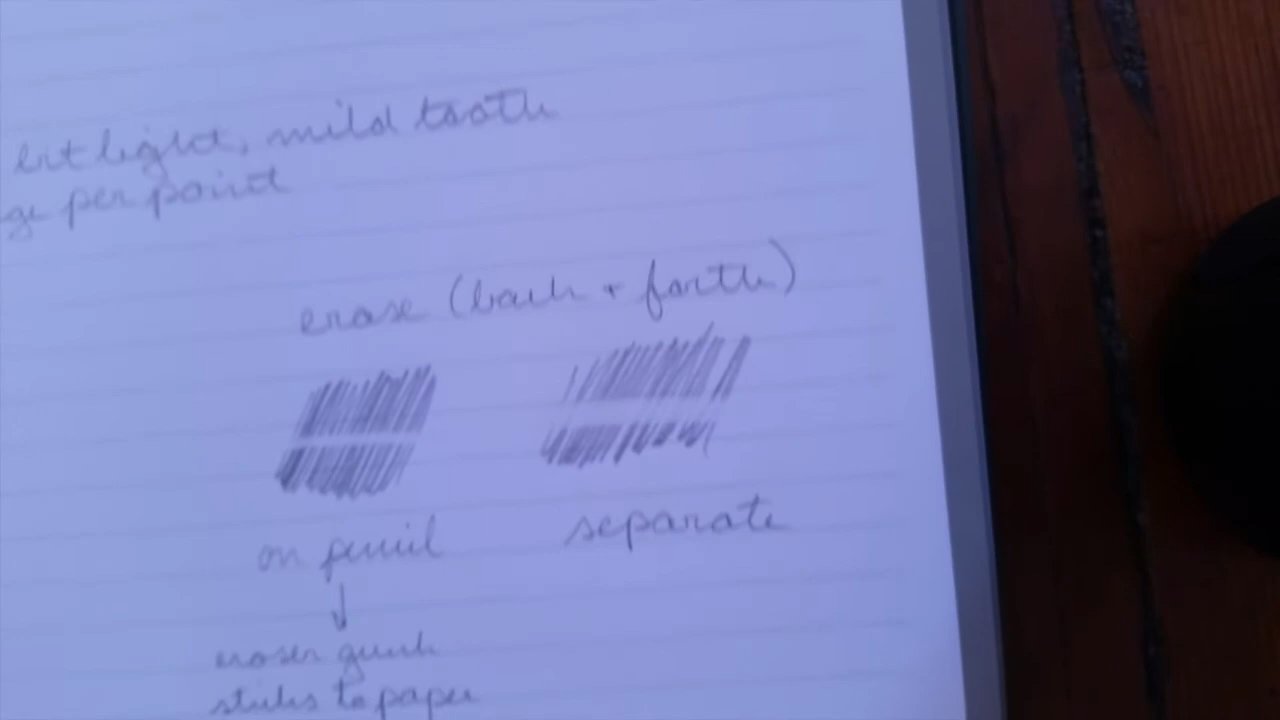 light, mild tooth
per point
erase (back + forth)
on pencil
separate
↓
eraser gunk
sticks to paper